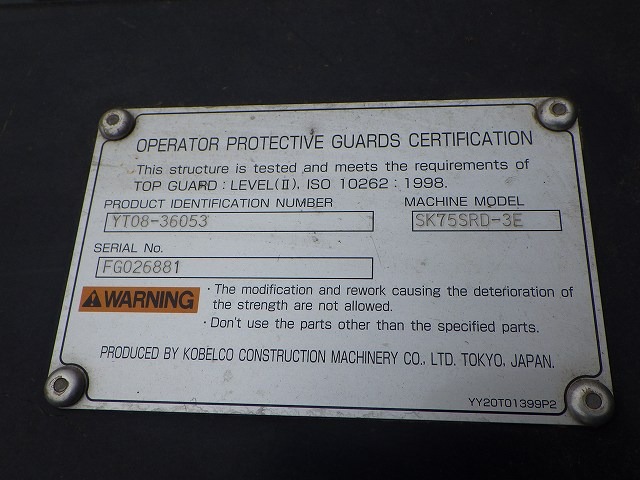 OPERATOR PROTECTIVE GUARDS CERTIFICATION
This structure is tested and meets the requirements of
TOP GUARD : LEVEL(II), ISO 10262 : 1998.
PRODUCT IDENTIFICATION NUMBER
MACHINE MODEL
YT08-36053
SK75SRD-3E
SERIAL No.
FG026881
WARNING
・The modification and rework causing the deterioration of
the strength are not allowed.
・Don't use the parts other than the specified parts.
PRODUCED BY KOBELCO CONSTRUCTION MACHINERY CO., LTD. TOKYO, JAPAN.
YY20T01399P2